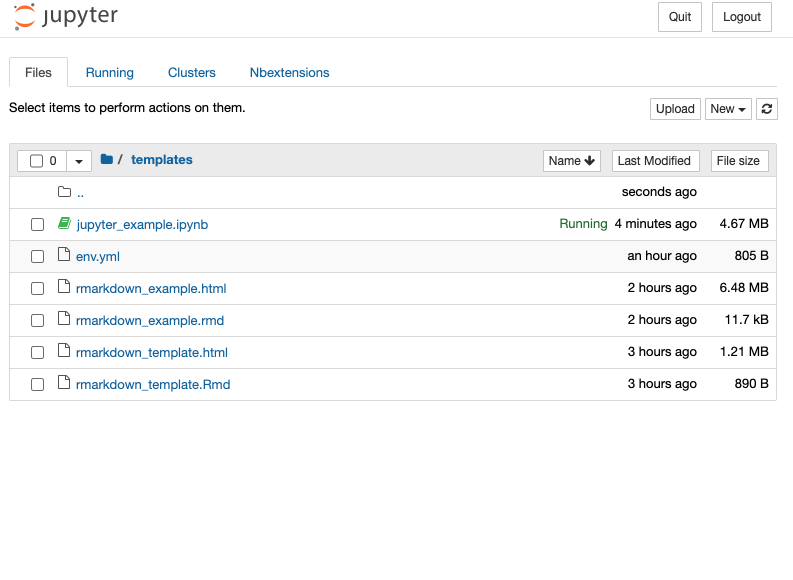 jupyter Quit Logout
Files Running Clusters Nbextensions
Select items to perform actions on them. Upload New
0 / templates Name Last Modified File size
.. seconds ago
jupyter_example.ipynb Running 4 minutes ago 4.67 MB
env.yml an hour ago 805 B
rmarkdown_example.html 2 hours ago 6.48 MB
rmarkdown_example.rmd 2 hours ago 11.7 kB
rmarkdown_template.html 3 hours ago 1.21 MB
rmarkdown_template.Rmd 3 hours ago 890 B